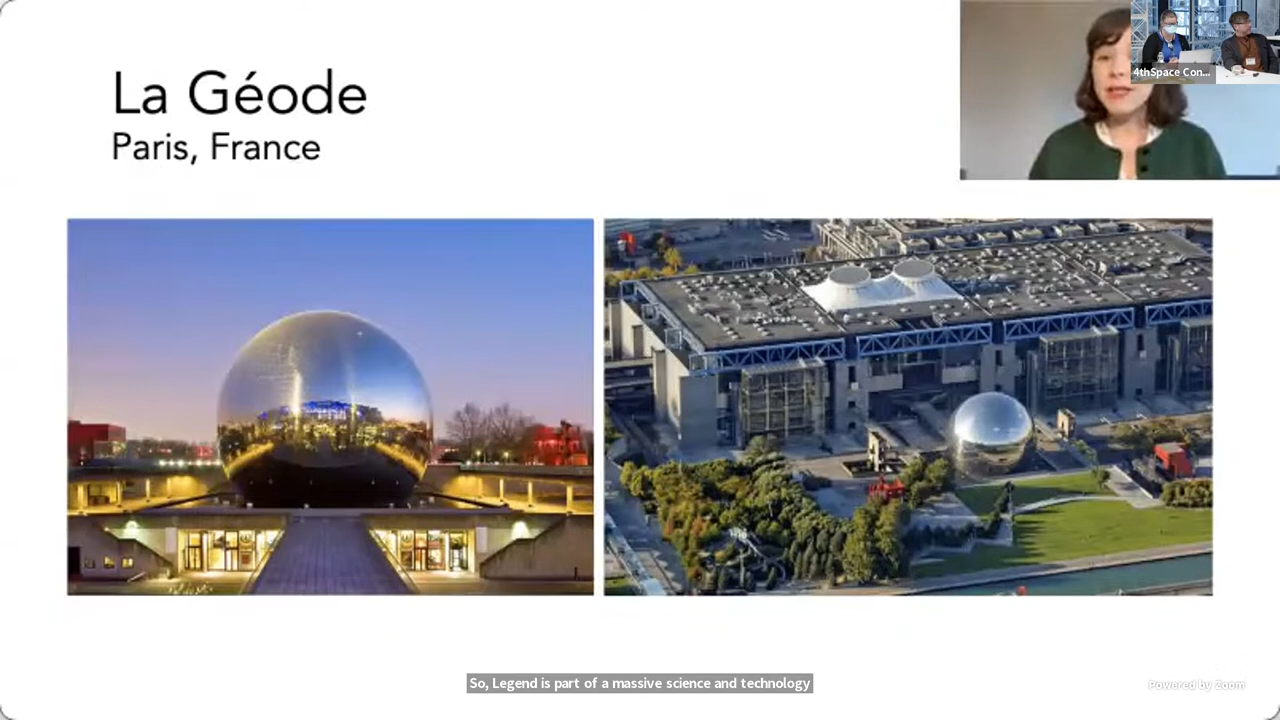 La Géode
Paris, France
4thSpace Con...
So, Legend is part of a massive science and technology
Powered by Zoom